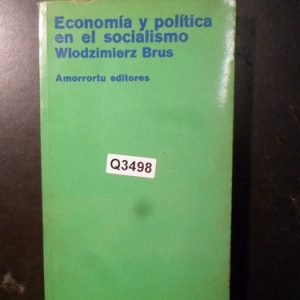 Economía y política
en el socialismo
Wlodzimierz Brus
Amorrortu editores
Q3498